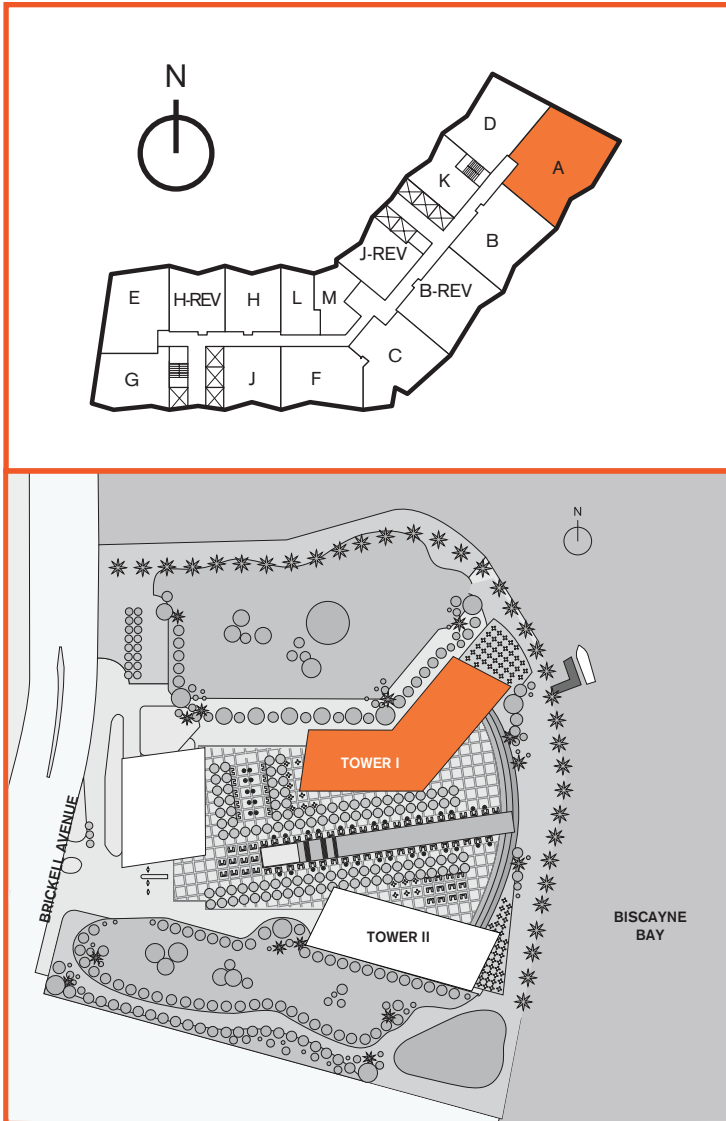 N
D
A
K
B
J-REV
B-REV
E
H-REV
H
L
M
C
G
J
F
N
TOWER I
BRICKELL AVENUE
TOWER II
BISCAYNE
BAY